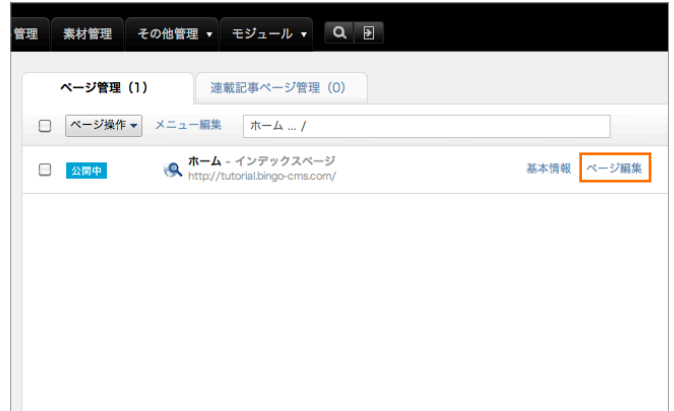 管理 素材管理 その他管理 ▼ モジュール ▼
ページ管理（1） 連載記事ページ管理（0）
ページ操作 ▼ メニュー編集 ホーム ... /
公開中 ホーム – インデックスページ 基本情報 ページ編集
http://tutorial.bingo-cms.com/